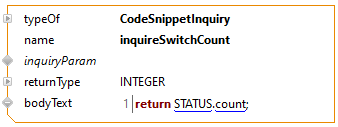 typeOf CodeSnippetInquiry
name inquireSwitchCount
inquiryParam
returnType INTEGER
bodyText 1 return STATUS.count;